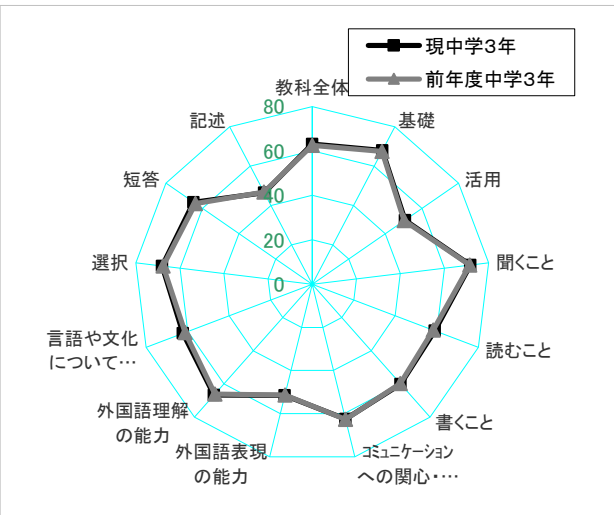 現中学3年
前年度中学3年
教科全体
基礎
活用
聞くこと
読むこと
書くこと
ｺﾐｭﾆｹｰｼｮﾝ
への関心・…
外国語表現
の能力
外国語理解
の能力
言語や文化
について…
選択
短答
記述
80
60
40
20
0